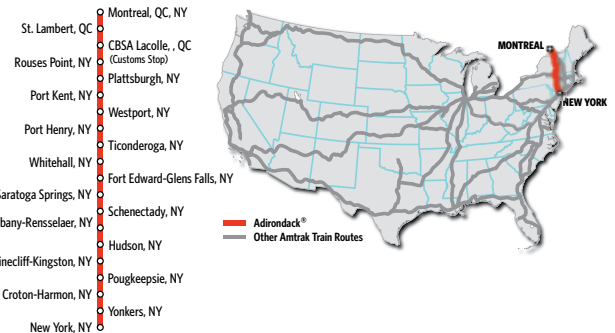 Montreal, QC, NY
St. Lambert, QC
CBSA Lacolle, , QC
(Customs Stop)
Rouses Point, NY
Plattsburgh, NY
Port Kent, NY
Westport, NY
Port Henry, NY
Ticonderoga, NY
Whitehall, NY
Fort Edward-Glens Falls, NY
Saratoga Springs, NY
Schenectady, NY
bany-Rensselaer, NY
Hudson, NY
inecliff-Kingston, NY
Pougkeepsie, NY
Croton-Harmon, NY
Yonkers, NY
New York, NY
MONTREAL
NEW YORK
Adirondack®
Other Amtrak Train Routes